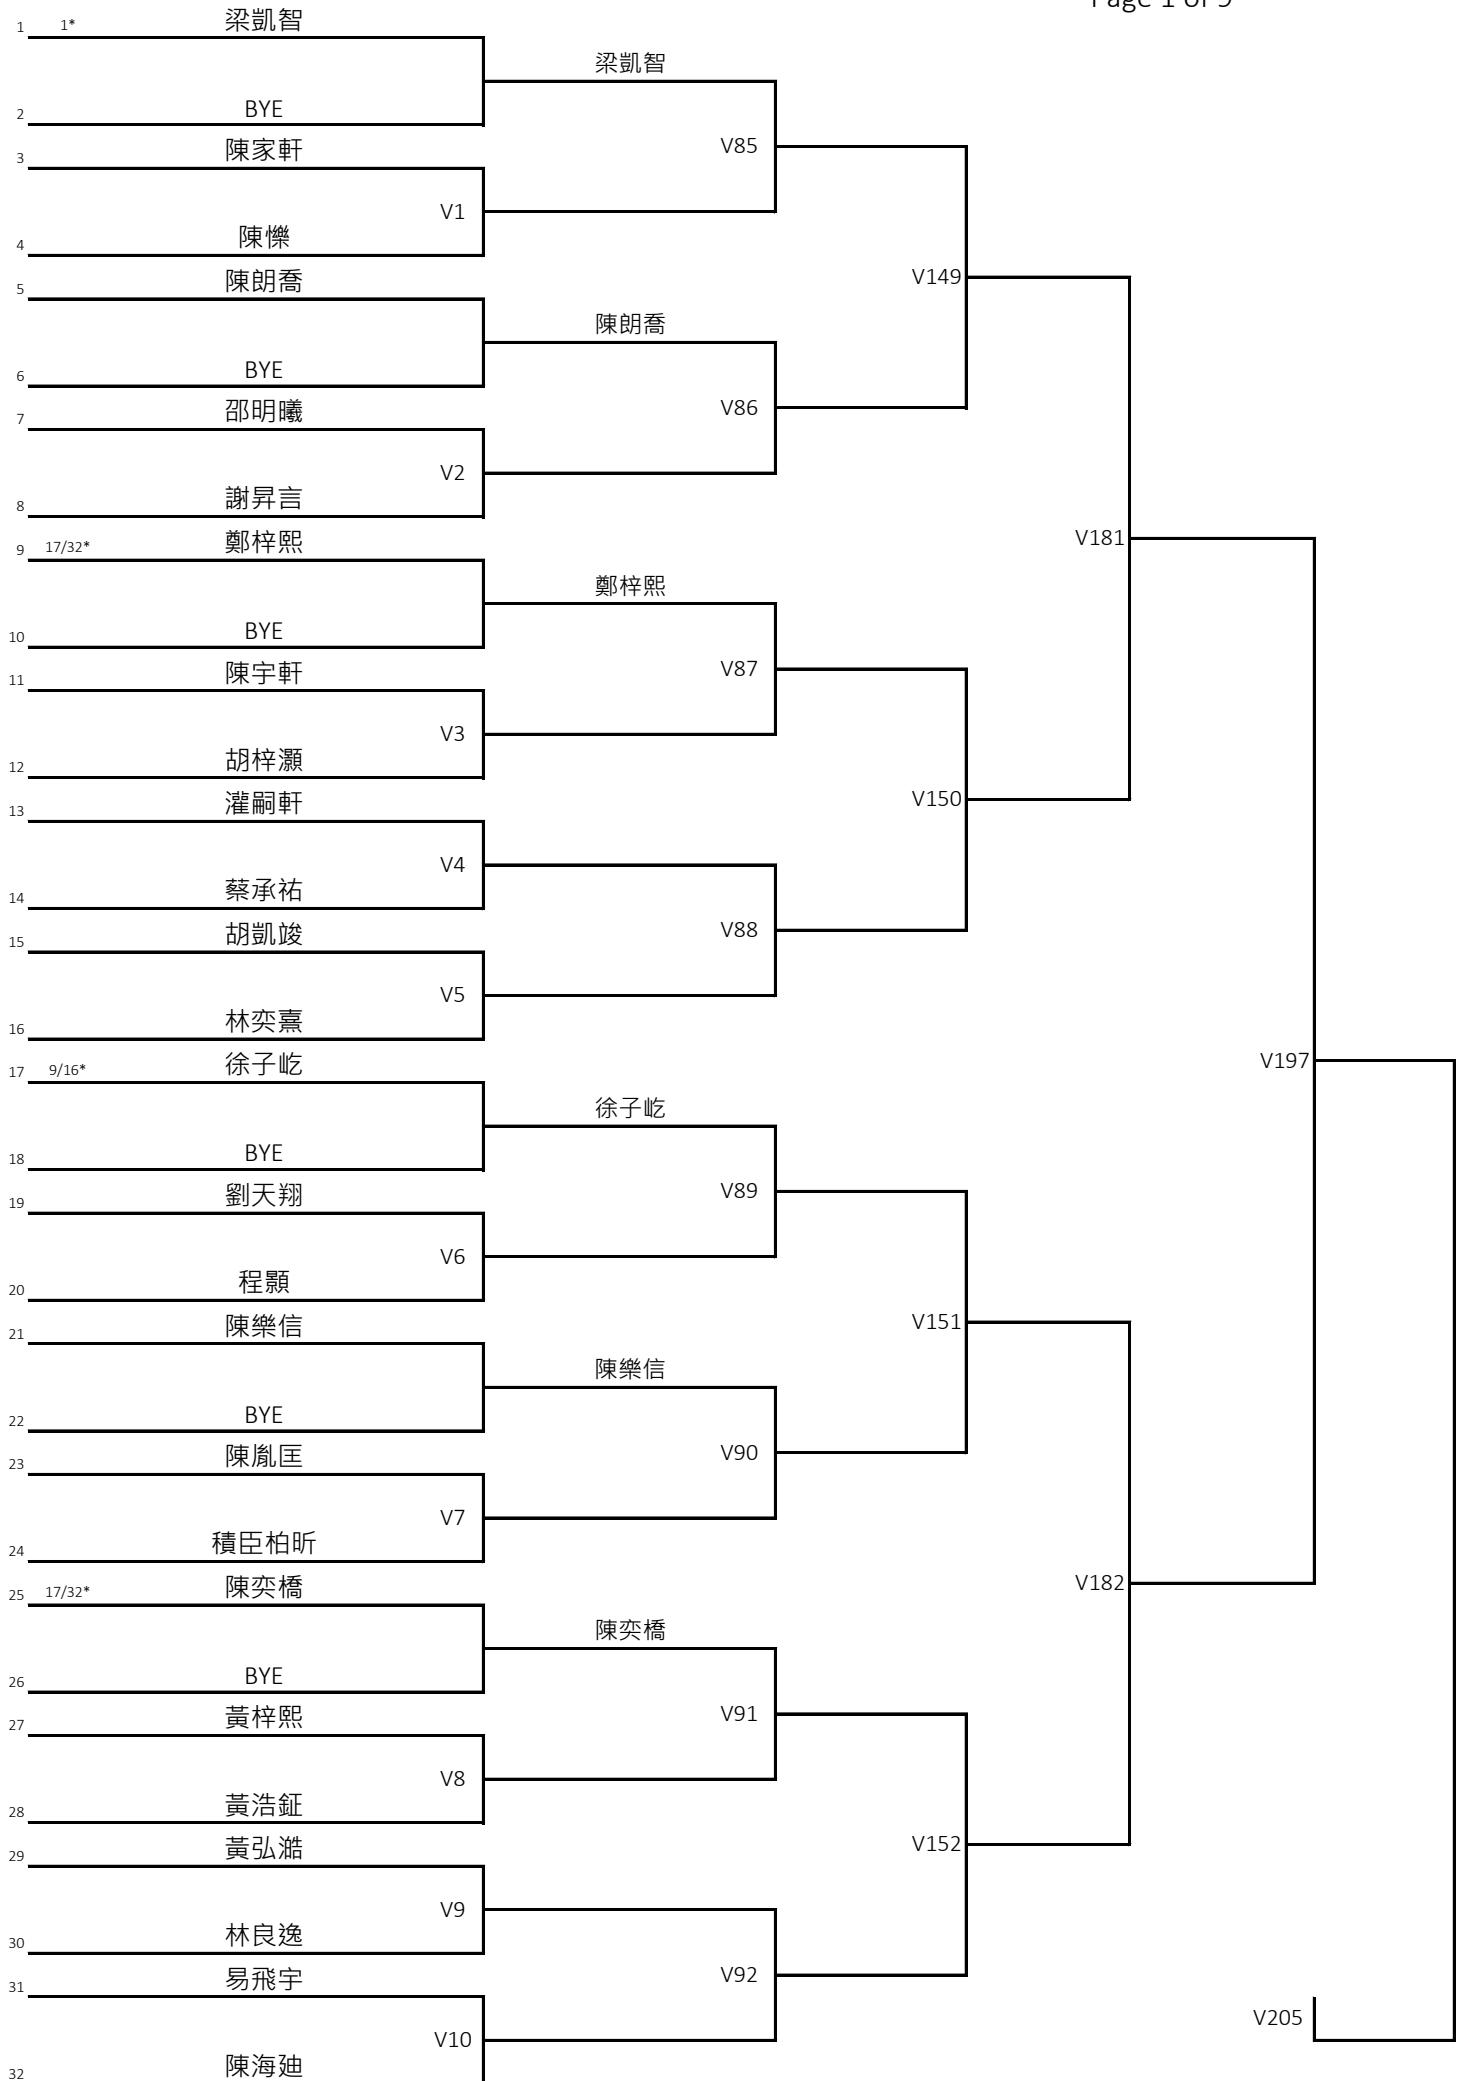 Page 1 of 9
1 1* 梁凱智
梁凱智
2 BYE
3 陳家軒
V85
V1
4 陳懰
5 陳朗喬
V149
陳朗喬
6 BYE
7 邵明曦
V86
V2
8 謝昇言
9 17/32* 鄭梓熙
V181
鄭梓熙
10 BYE
11 陳宇軒
V87
V3
12 胡梓灝
13 灌嗣軒
V150
V4
14 蔡承祐
15 胡凱竣
V88
V5
16 林奕熹
17 9/16* 徐子屹
V197
徐子屹
18 BYE
19 劉天翔
V89
V6
20 程顥
21 陳樂信
V151
陳樂信
22 BYE
23 陳胤匡
V90
V7
24 積臣柏昕
25 17/32* 陳奕橋
V182
陳奕橋
26 BYE
27 黃梓熙
V91
V8
28 黃浩鉦
29 黃弘澔
V152
V9
30 林良逸
31 易飛宇
V92
V205
V10
32 陳海廸